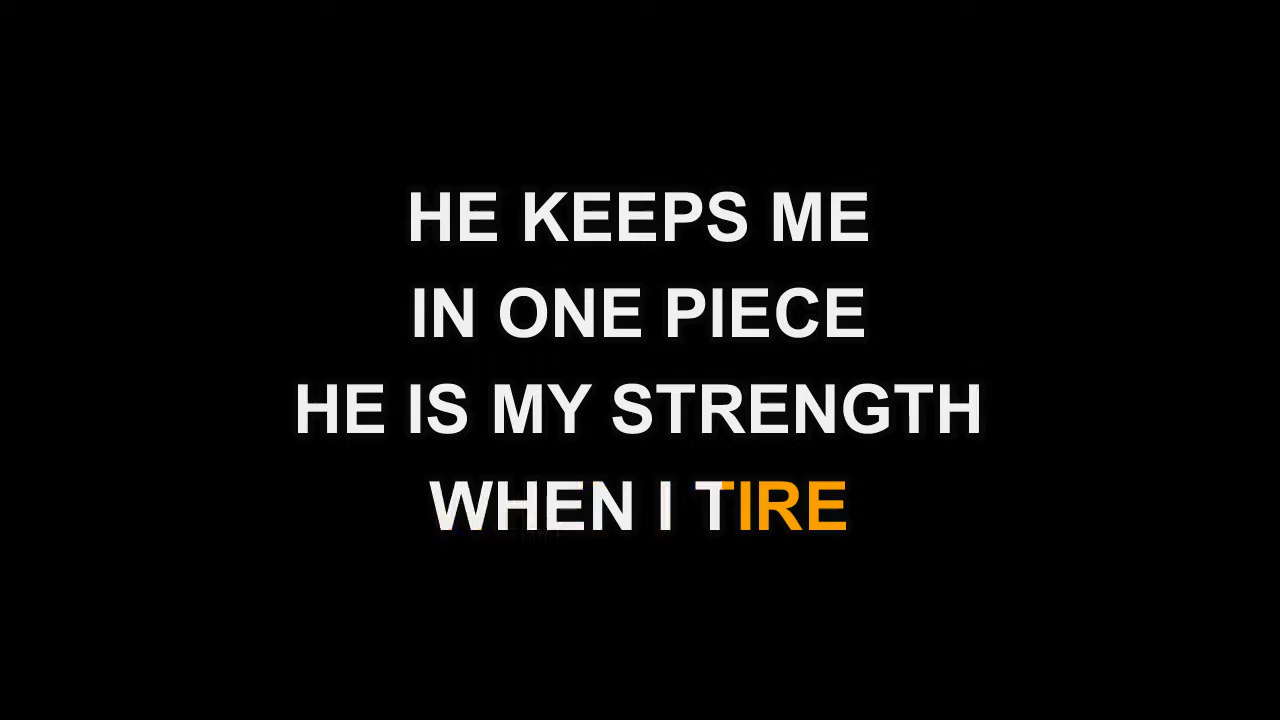 HE KEEPS ME
IN ONE PIECE
HE IS MY STRENGTH
WHEN I TIRE